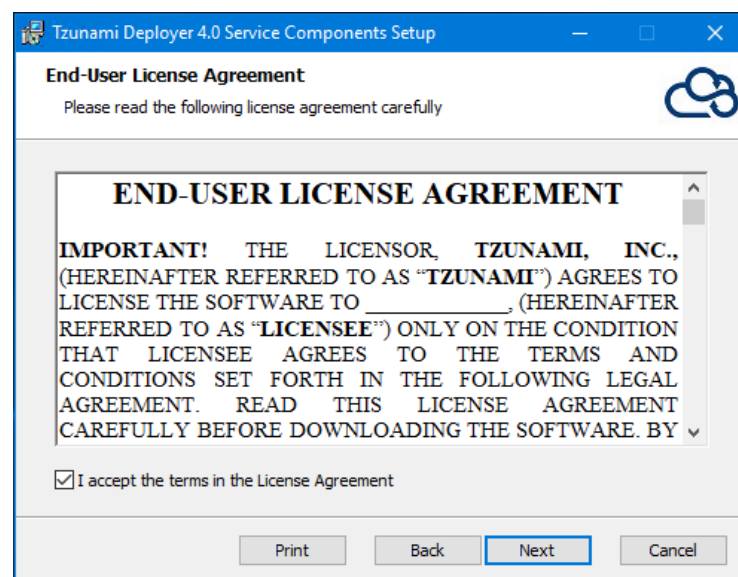 Tzunami Deployer 4.0 Service Components Setup
End-User License Agreement
Please read the following license agreement carefully
END-USER LICENSE AGREEMENT
IMPORTANT! THE LICENSOR, TZUNAMI, INC.,
(HEREINAFTER REFERRED TO AS “TZUNAMI”) AGREES TO
LICENSE THE SOFTWARE TO _____________, (HEREINAFTER
REFERRED TO AS “LICENSEE”) ONLY ON THE CONDITION
THAT LICENSEE AGREES TO THE TERMS AND
CONDITIONS SET FORTH IN THE FOLLOWING LEGAL
AGREEMENT. READ THIS LICENSE AGREEMENT
CAREFULLY BEFORE DOWNLOADING THE SOFTWARE. BY
I accept the terms in the License Agreement
Print Back Next Cancel